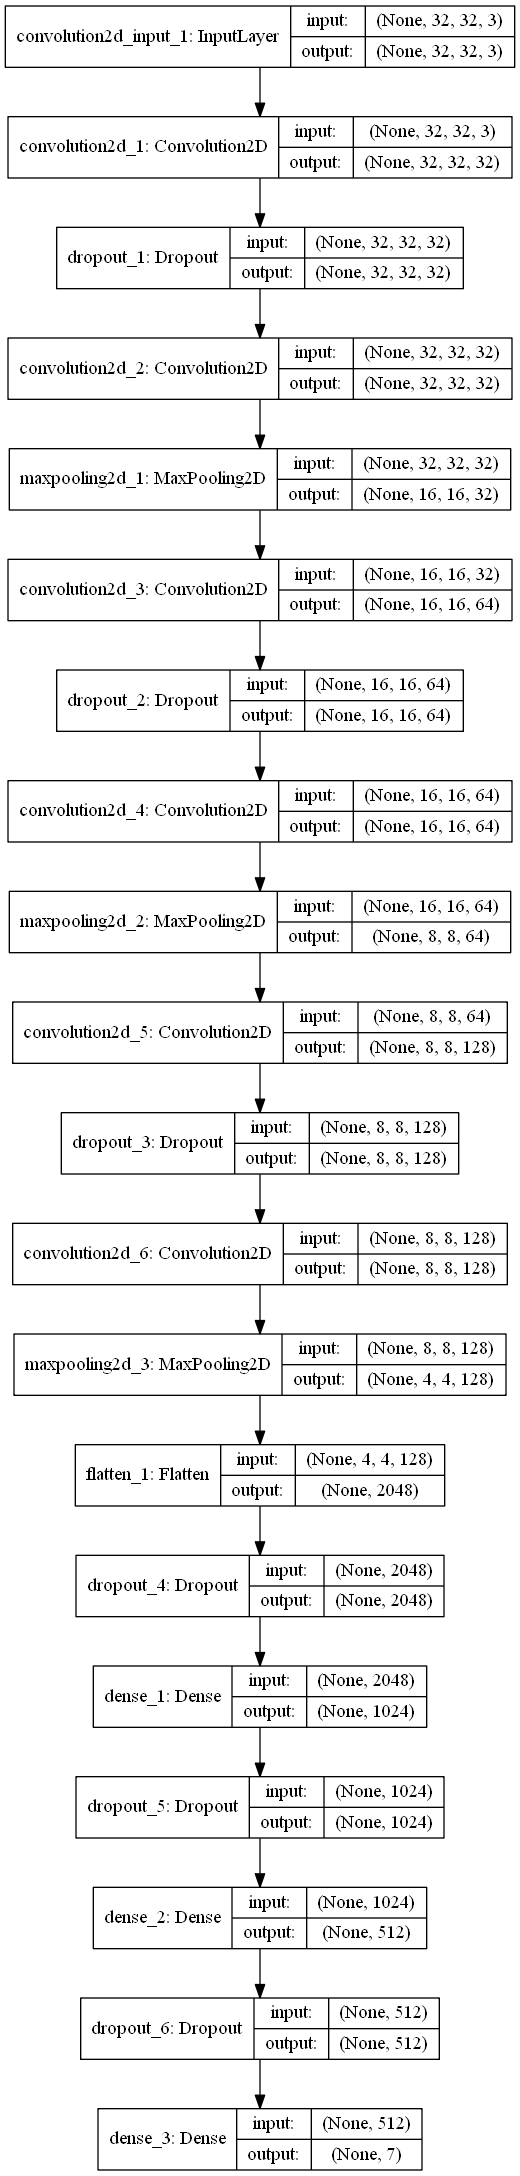 convolution2d_input_1: InputLayer input: (None, 32, 32, 3)
output: (None, 32, 32, 3)
convolution2d_1: Convolution2D input: (None, 32, 32, 3)
output: (None, 32, 32, 32)
dropout_1: Dropout input: (None, 32, 32, 32)
output: (None, 32, 32, 32)
convolution2d_2: Convolution2D input: (None, 32, 32, 32)
output: (None, 32, 32, 32)
maxpooling2d_1: MaxPooling2D input: (None, 32, 32, 32)
output: (None, 16, 16, 32)
convolution2d_3: Convolution2D input: (None, 16, 16, 32)
output: (None, 16, 16, 64)
dropout_2: Dropout input: (None, 16, 16, 64)
output: (None, 16, 16, 64)
convolution2d_4: Convolution2D input: (None, 16, 16, 64)
output: (None, 16, 16, 64)
maxpooling2d_2: MaxPooling2D input: (None, 16, 16, 64)
output: (None, 8, 8, 64)
convolution2d_5: Convolution2D input: (None, 8, 8, 64)
output: (None, 8, 8, 128)
dropout_3: Dropout input: (None, 8, 8, 128)
output: (None, 8, 8, 128)
convolution2d_6: Convolution2D input: (None, 8, 8, 128)
output: (None, 8, 8, 128)
maxpooling2d_3: MaxPooling2D input: (None, 8, 8, 128)
output: (None, 4, 4, 128)
flatten_1: Flatten input: (None, 4, 4, 128)
output: (None, 2048)
dropout_4: Dropout input: (None, 2048)
output: (None, 2048)
dense_1: Dense input: (None, 2048)
output: (None, 1024)
dropout_5: Dropout input: (None, 1024)
output: (None, 1024)
dense_2: Dense input: (None, 1024)
output: (None, 512)
dropout_6: Dropout input: (None, 512)
output: (None, 512)
dense_3: Dense input: (None, 512)
output: (None, 7)